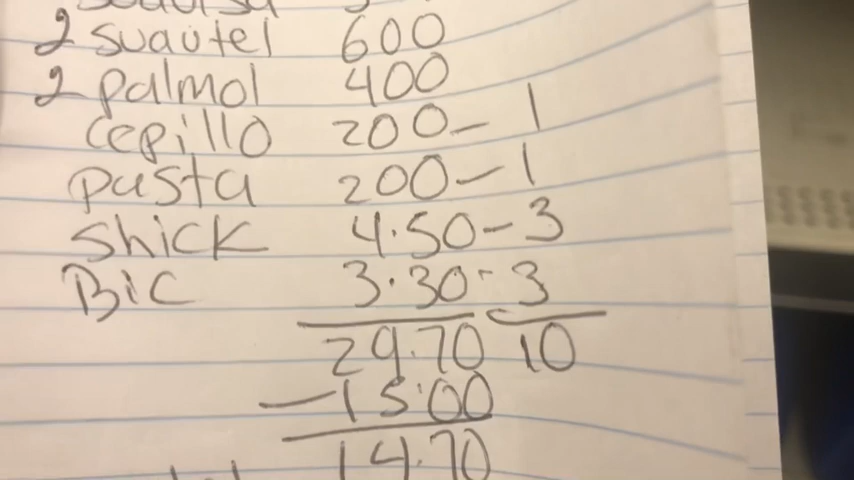 2 suavitel 600
2 palmol 400
cepillo 200 - 1
pasta 200 - 1
shick 4.50 - 3
Bic 3.30 - 3
29.70 10
- 15.00
14.70